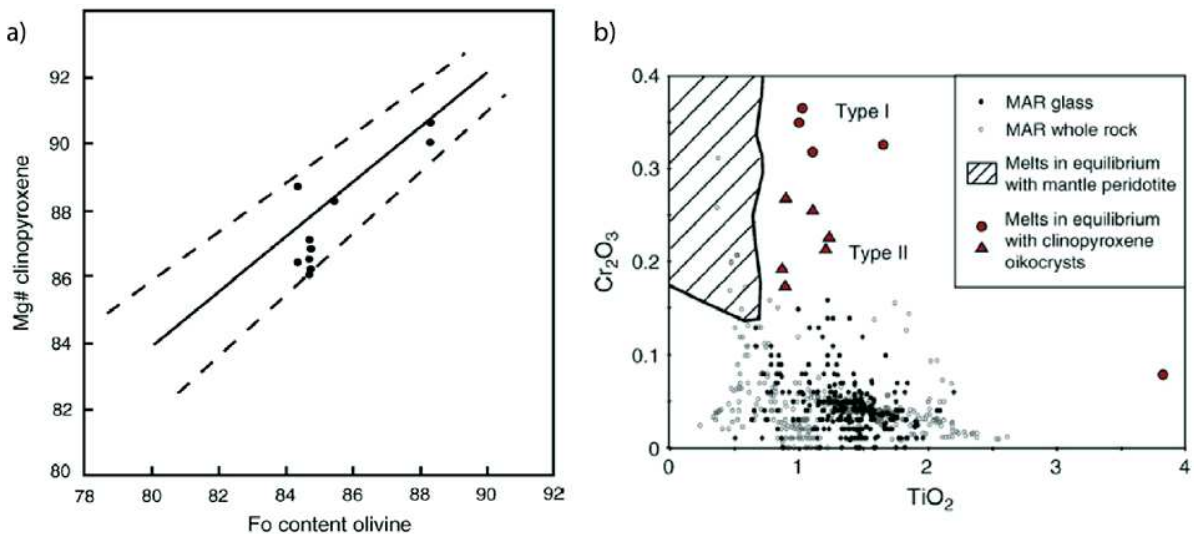 a)
Mg# clinopyroxene
92
90
88
86
84
82
80
78 80 82 84 86 88 90 92
Fo content olivine
b)
Cr₂O₃
0.4
0.3
0.2
0.1
0
0 1 2 3 4
TiO₂
Type I
Type II
MAR glass
MAR whole rock
Melts in equilibrium
with mantle peridotite
Melts in equilibrium
with clinopyroxene
oikocrysts